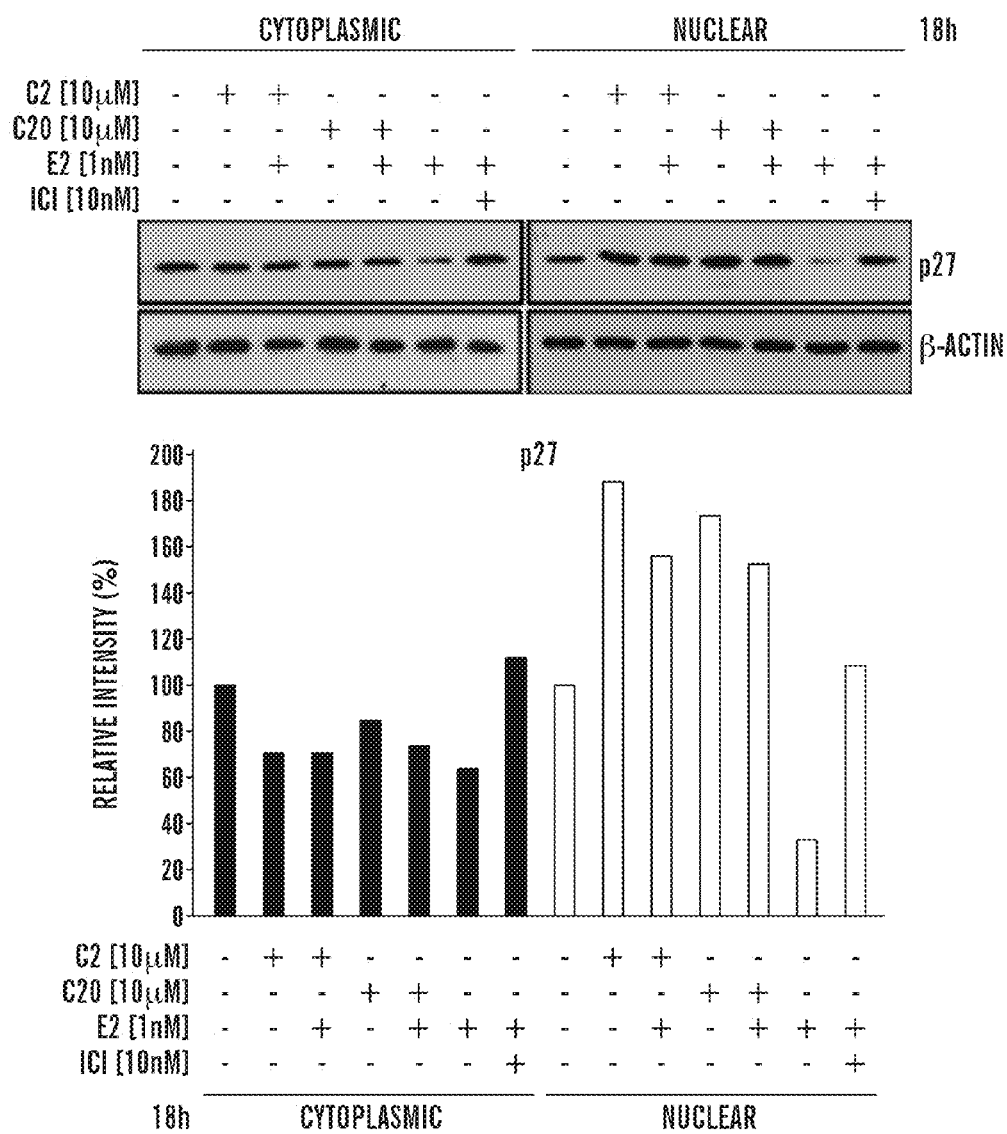 CYTOPLASMIC NUCLEAR 18h
C2 [10µM] - + + - - - - - + + - - - -
C20 [10µM] - - - + + - - - - - + + - -
E2 [1nM] - - + - + + + - - + - + + +
ICI [10nM] - - - - - - + - - - - - - +
p27
β-ACTIN
p27
RELATIVE INTENSITY (%)
200
180
160
140
120
100
80
60
40
20
0
C2 [10µM] - + + - - - - - + + - - - -
C20 [10µM] - - - + + - - - - - + + - -
E2 [1nM] - - + - + + + - - + - + + +
ICI [10nM] - - - - - - + - - - - - - +
18h CYTOPLASMIC NUCLEAR